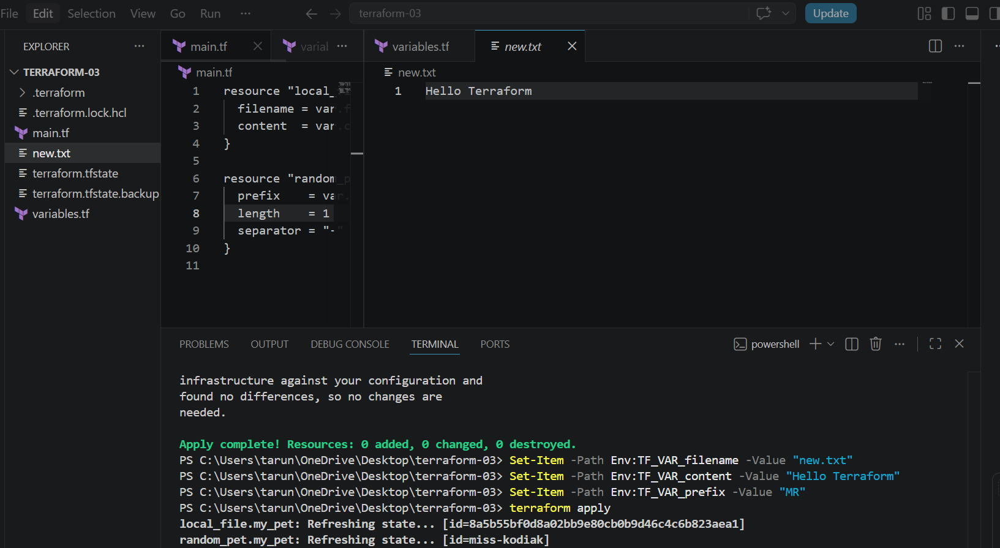 File Edit Selection View Go Run ···
terraform-03
Update
EXPLORER ···
TERRAFORM-03
.terraform
.terraform.lock.hcl
main.tf
new.txt
terraform.tfstate
terraform.tfstate.backup
variables.tf
main.tf
variab ···
main.tf
1 resource "local_
2 filename = var.f
3 content = var.c
4 }
5
6 resource "random_p
7 prefix = var.
8 length = 1
9 separator = "-"
10 }
11
variables.tf
new.txt
···
new.txt
1 Hello Terraform
PROBLEMS OUTPUT DEBUG CONSOLE TERMINAL PORTS
powershell ···
infrastructure against your configuration and
found no differences, so no changes are
needed.
Apply complete! Resources: 0 added, 0 changed, 0 destroyed.
PS C:\Users\tarun\OneDrive\Desktop\terraform-03> Set-Item -Path Env:TF_VAR_filename -Value "new.txt"
PS C:\Users\tarun\OneDrive\Desktop\terraform-03> Set-Item -Path Env:TF_VAR_content -Value "Hello Terraform"
PS C:\Users\tarun\OneDrive\Desktop\terraform-03> Set-Item -Path Env:TF_VAR_prefix -Value "MR"
PS C:\Users\tarun\OneDrive\Desktop\terraform-03> terraform apply
local_file.my_pet: Refreshing state... [id=8a5b55bf0d8a02bb9e80cb0b9d46c4c6b823aea1]
random_pet.my_pet: Refreshing state... [id=miss-kodiak]